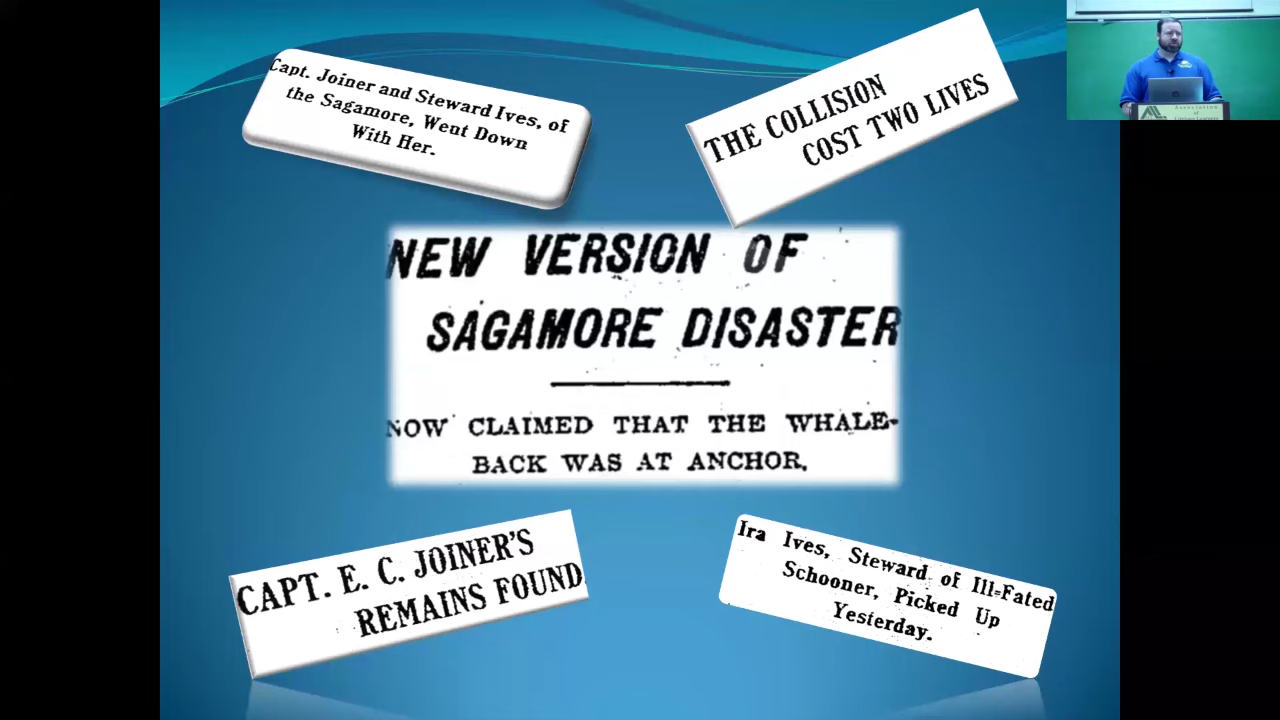 Capt. Joiner and Steward Ives, of
the Sagamore, Went Down
With Her.
THE COLLISION
COST TWO LIVES
NEW VERSION OF
SAGAMORE DISASTER
NOW CLAIMED THAT THE WHALE-
BACK WAS AT ANCHOR.
CAPT. E. C. JOINER'S
REMAINS FOUND
Ira Ives, Steward of Ill=Fated
Schooner, Picked Up
Yesterday.
Association
of